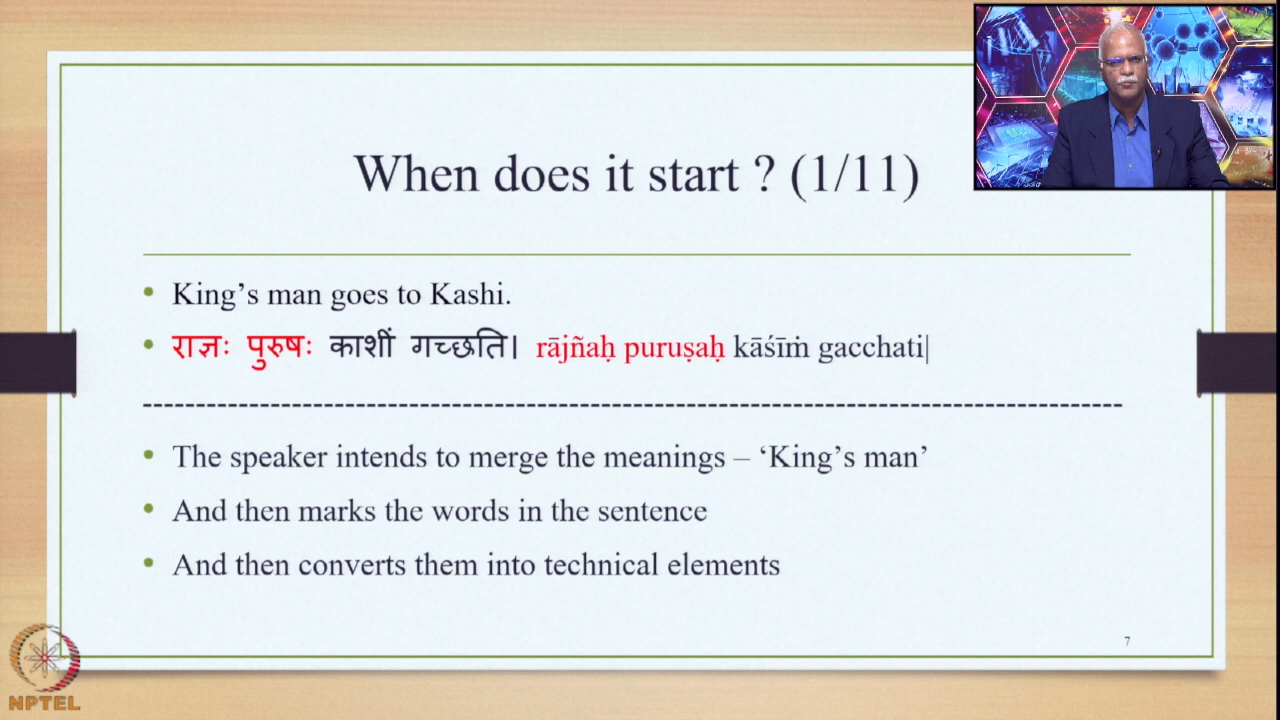 When does it start ? (1/11)
• King’s man goes to Kashi.
• राज्ञः पुरुषः काशीं गच्छति। rājñaḥ puruṣaḥ kāśīṁ gacchati|
--------------------------------------------------------------------------------------------
• The speaker intends to merge the meanings – ‘King’s man’
• And then marks the words in the sentence
• And then converts them into technical elements
7
NPTEL